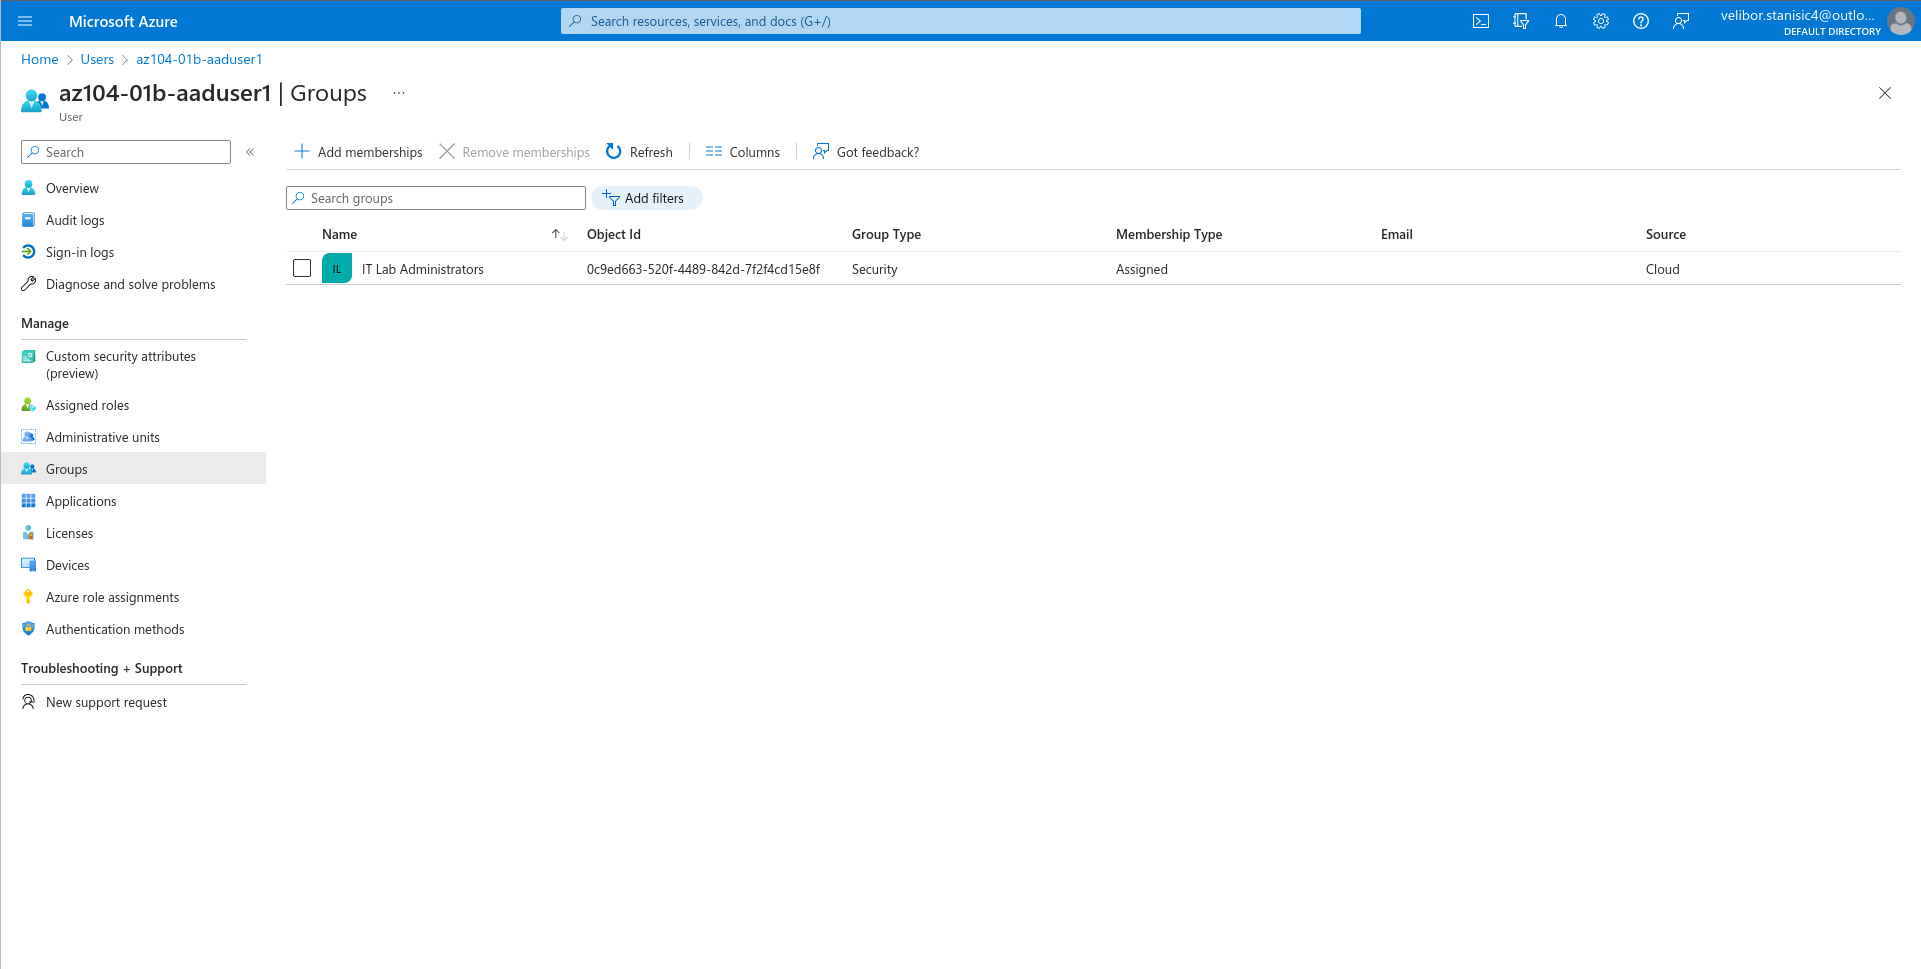 Microsoft Azure
Search resources, services, and docs (G+/)
velibor.stanisic4@outlo...
DEFAULT DIRECTORY
Home > Users > az104-01b-aaduser1
az104-01b-aaduser1 | Groups ...
User
Search «
Add memberships Remove memberships Refresh Columns Got feedback?
Search groups Add filters
Name Object Id Group Type Membership Type Email Source
IL IT Lab Administrators 0c9ed663-520f-4489-842d-7f2f4cd15e8f Security Assigned Cloud
Overview
Audit logs
Sign-in logs
Diagnose and solve problems
Manage
Custom security attributes
(preview)
Assigned roles
Administrative units
Groups
Applications
Licenses
Devices
Azure role assignments
Authentication methods
Troubleshooting + Support
New support request